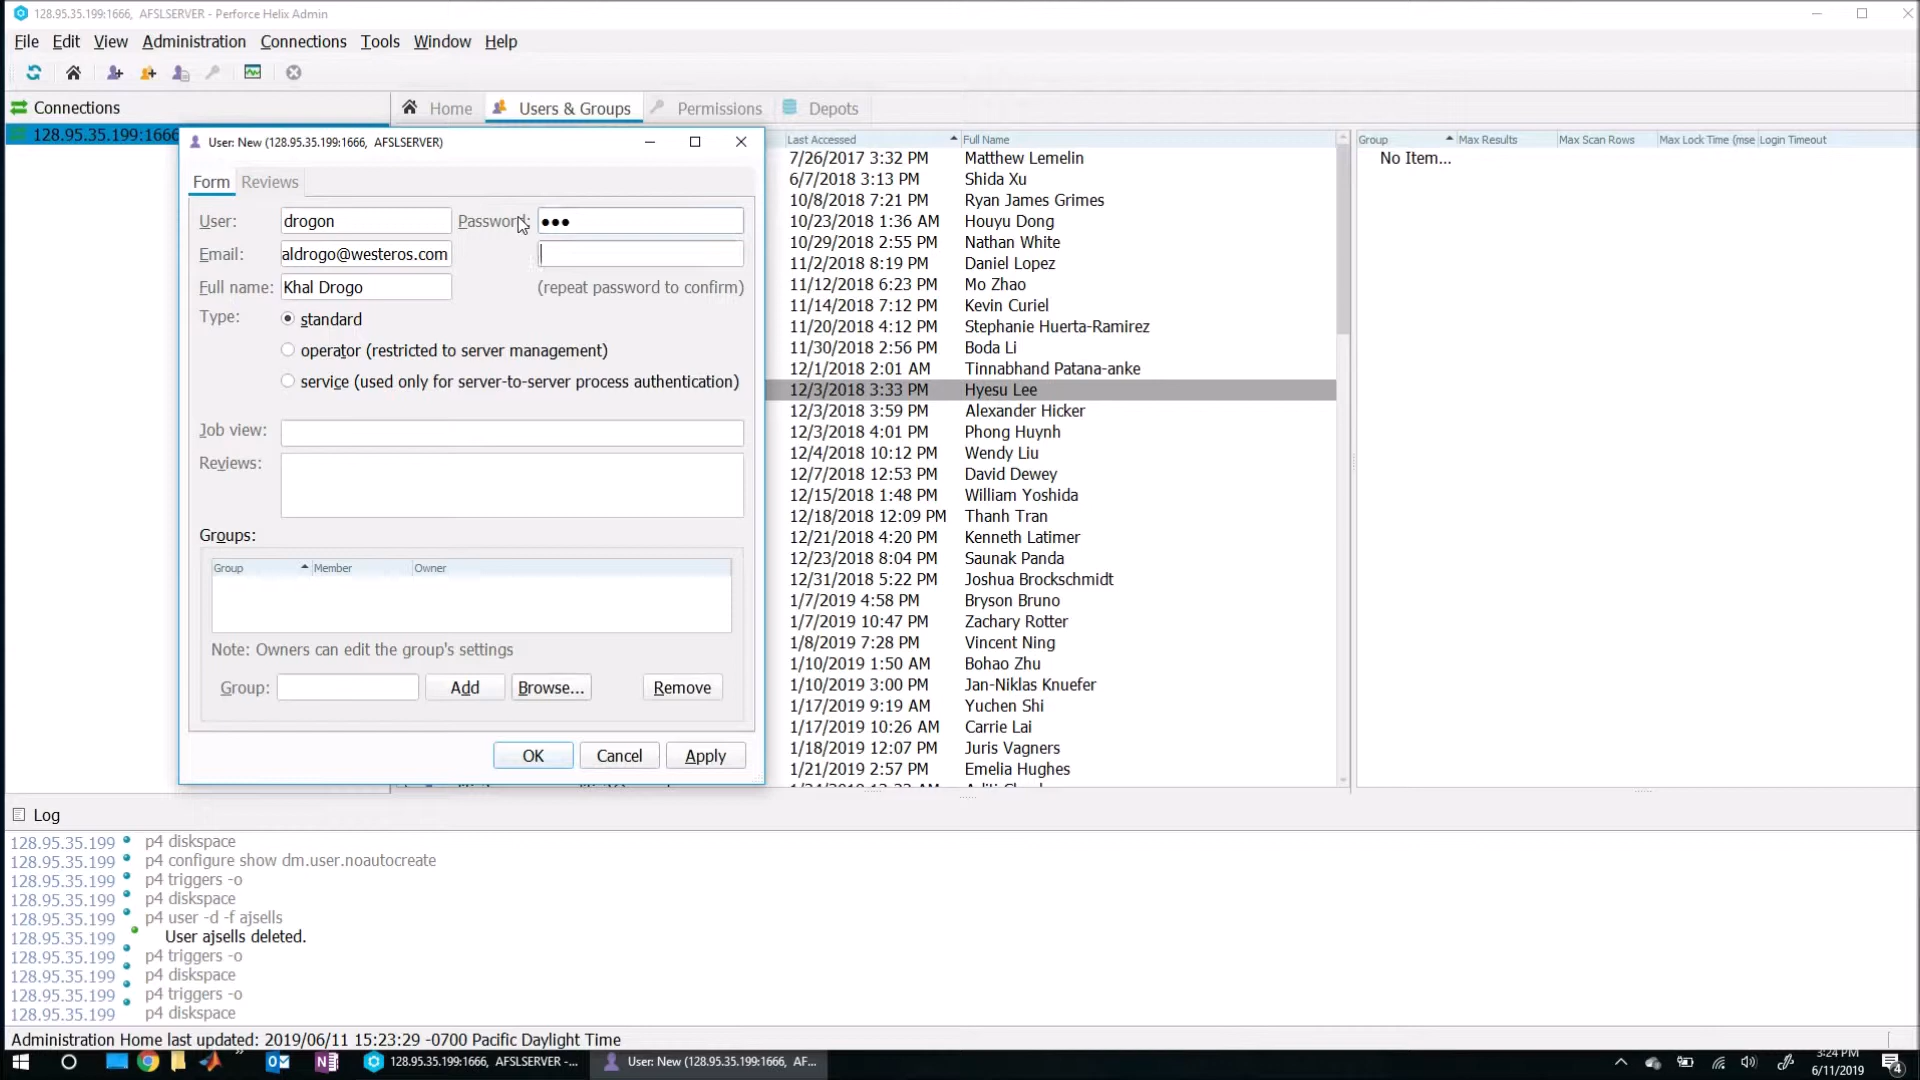 128.95.35.199:1666,  AFSLSERVER - Perforce Helix Admin
File Edit View Administration Connections Tools Window Help
Connections
Home Users & Groups Permissions Depots
128.95.35.199:1666
User: New (128.95.35.199:1666,  AFSLSERVER)
Form Reviews
User: drogon Password: ●●●
Email: aldrogo@westeros.com
Full name: Khal Drogo (repeat password to confirm)
Type: standard
operator (restricted to server management)
service (used only for server-to-server process authentication)
Job view:
Reviews:
Groups:
Group Member Owner
Note: Owners can edit the group's settings
Group: Add Browse... Remove
OK Cancel Apply
Last Accessed Full Name
7/26/2017 3:32 PM Matthew Lemelin
6/7/2018 3:13 PM Shida Xu
10/8/2018 7:21 PM Ryan James Grimes
10/23/2018 1:36 AM Houyu Dong
10/29/2018 2:55 PM Nathan White
11/2/2018 8:19 PM Daniel Lopez
11/12/2018 6:23 PM Mo Zhao
11/14/2018 7:12 PM Kevin Curiel
11/20/2018 4:12 PM Stephanie Huerta-Ramirez
11/30/2018 2:56 PM Boda Li
12/1/2018 2:01 AM Tinnabhand Patana-anke
12/3/2018 3:33 PM Hyesu Lee
12/3/2018 3:59 PM Alexander Hicker
12/3/2018 4:01 PM Phong Huynh
12/4/2018 10:12 PM Wendy Liu
12/7/2018 12:53 PM David Dewey
12/15/2018 1:48 PM William Yoshida
12/18/2018 12:09 PM Thanh Tran
12/21/2018 4:20 PM Kenneth Latimer
12/23/2018 8:04 PM Saunak Panda
12/31/2018 5:22 PM Joshua Brockschmidt
1/7/2019 4:58 PM Bryson Bruno
1/7/2019 10:47 PM Zachary Rotter
1/8/2019 7:28 PM Vincent Ning
1/10/2019 1:50 AM Bohao Zhu
1/10/2019 3:00 PM Jan-Niklas Knuefer
1/17/2019 9:19 AM Yuchen Shi
1/17/2019 10:26 AM Carrie Lai
1/18/2019 12:07 PM Juris Vagners
1/21/2019 2:57 PM Emelia Hughes
Group Max Results Max Scan Rows Max Lock Time (mse Login Timeout
No Item...
Log
128.95.35.199 p4 diskspace
128.95.35.199 p4 configure show dm.user.noautocreate
128.95.35.199 p4 triggers -o
128.95.35.199 p4 diskspace
128.95.35.199 p4 user -d -f ajsells
128.95.35.199 User ajsells deleted.
128.95.35.199 p4 triggers -o
128.95.35.199 p4 diskspace
128.95.35.199 p4 triggers -o
128.95.35.199 p4 diskspace
Administration Home last updated: 2019/06/11 15:23:29 -0700 Pacific Daylight Time
128.95.35.199:1666,  AFSLSERVER -...
User: New (128.95.35.199:1666,  AF...
3:24 PM
6/11/2019
4